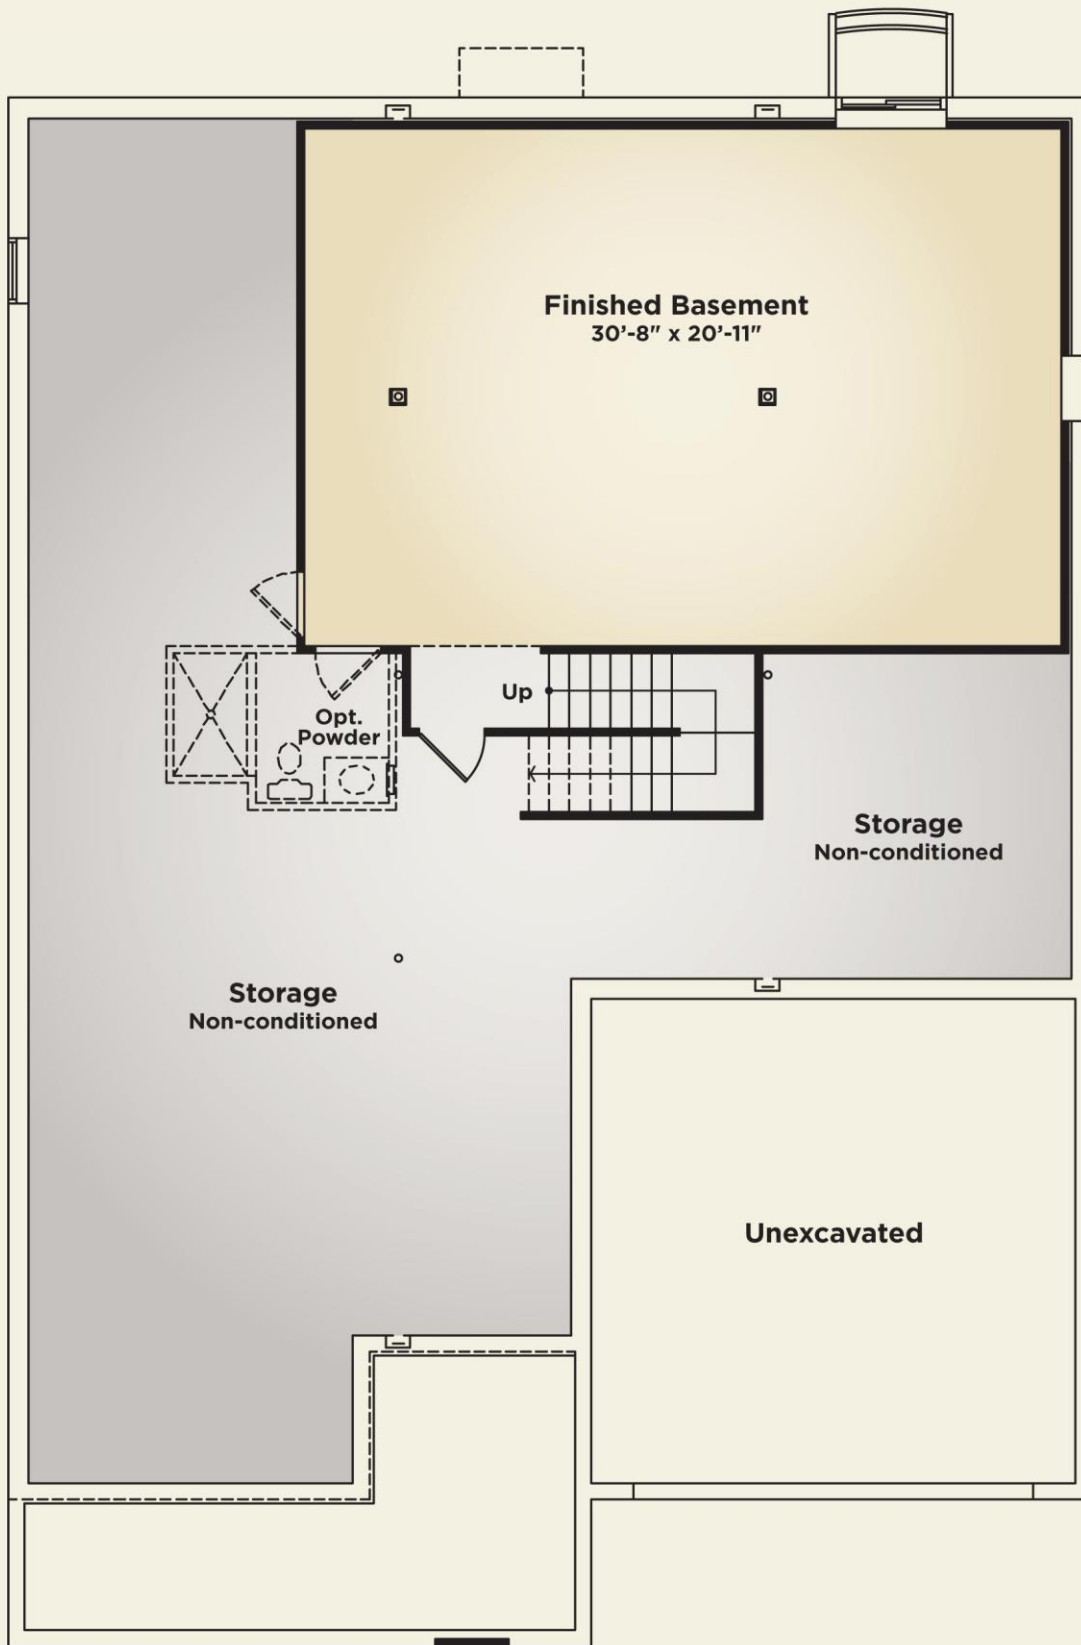 Finished Basement
30’-8" x 20’-11"
Up
Opt.
Powder
Storage
Non-conditioned
Storage
Non-conditioned
Unexcavated